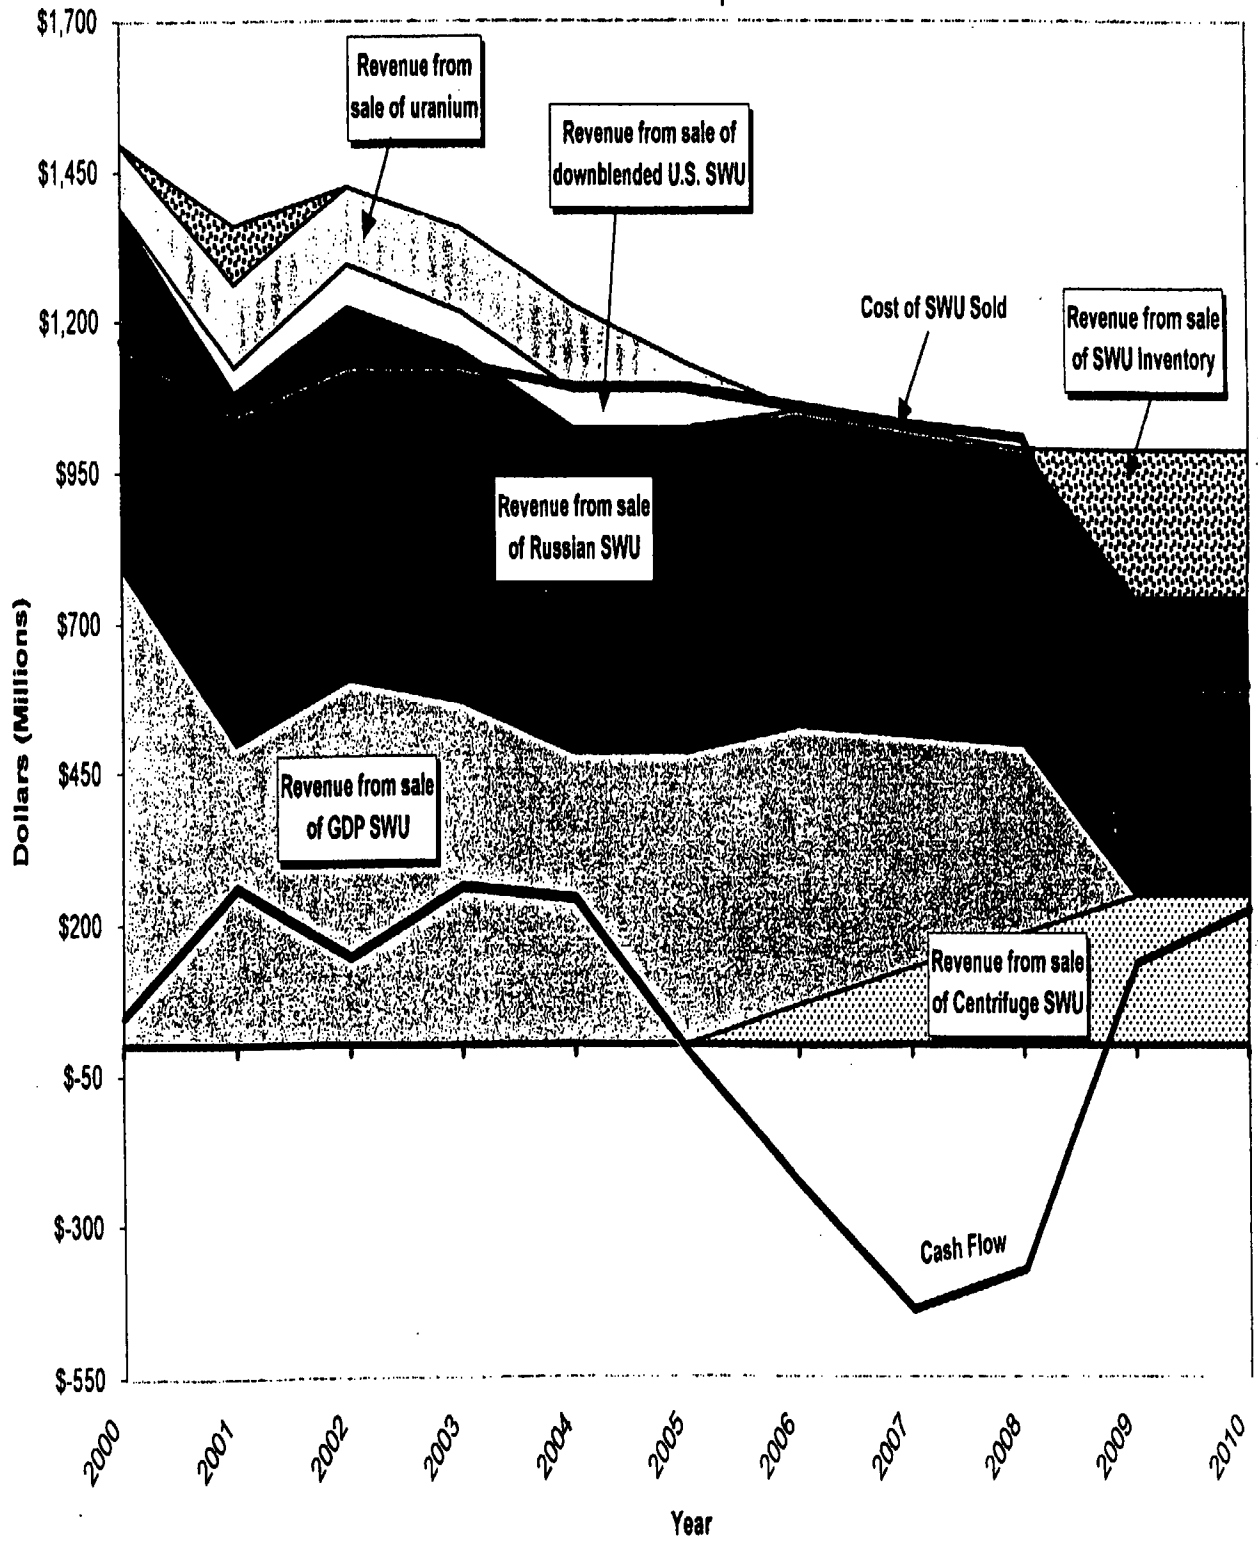 $1,700
Revenue from
sale of uranium
Revenue from sale of
downblended U.S. SWU
$1,450
$1,200
Cost of SWU Sold
Revenue from sale
of SWU Inventory
$950
Revenue from sale
of Russian SWU
$700
Dollars (Millions)
$450
Revenue from sale
of GDP SWU
$200
Revenue from sale
of Centrifuge SWU
$-50
$-300
Cash Flow
$-550
2000
2001
2002
2003
2004
2005
2006
2007
2008
2009
2010
Year